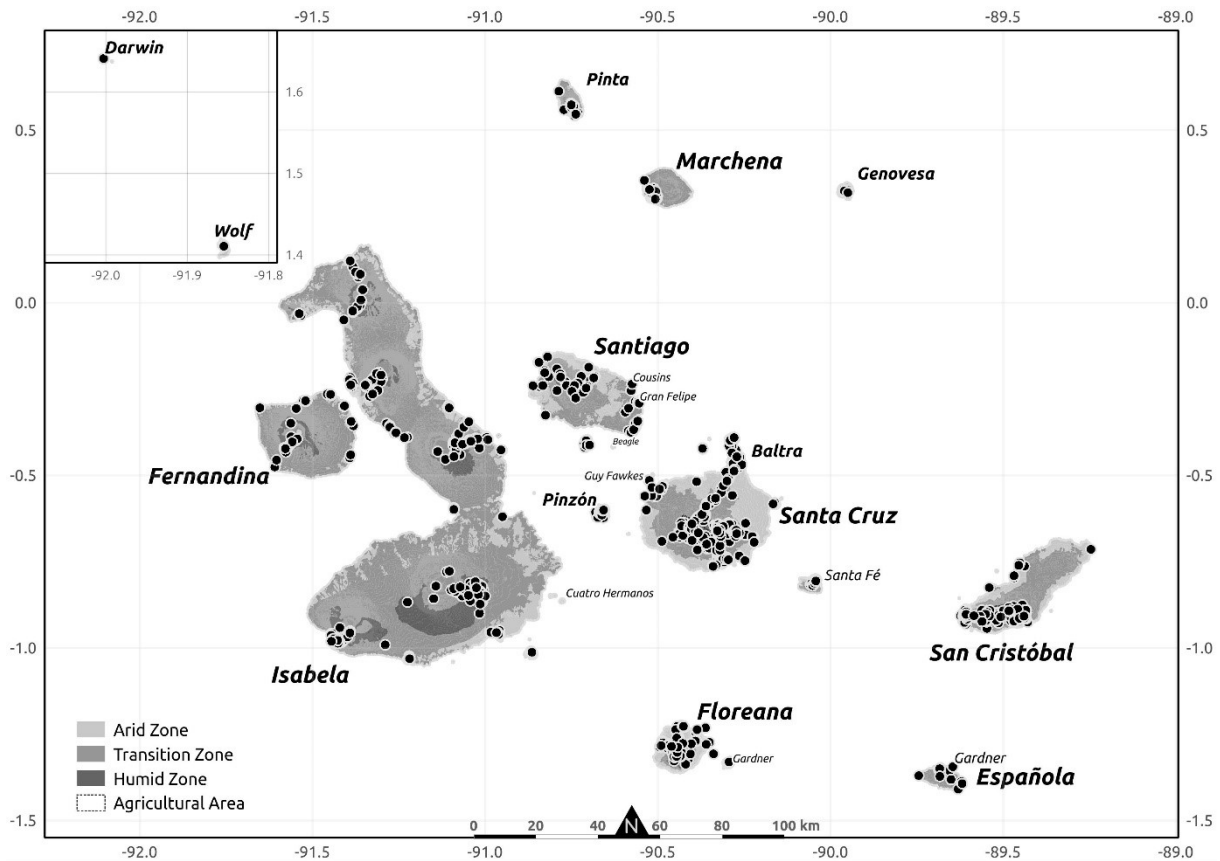 -92.0 -91.5 -91.0 -90.5 -90.0 -89.5 -89.0
Darwin
1.6
1.5
Wolf
1.4
-92.0 -91.9 -91.8
Pinta
0.5 0.5
Marchena
Genovesa
0.0 0.0
Santiago
Cousins
Gran Felipe
Beagle
Baltra
Fernandina
-0.5 -0.5
Guy Fawkes
Pinzón
Santa Cruz
Santa Fé
Cuatro Hermanos
-1.0 -1.0
San Cristóbal
Isabela
Floreana
Gardner
Gardner
Española
Arid Zone
Transition Zone
Humid Zone
Agricultural Area
-1.5 -1.5
N
0 20 40 60 80 100 km
-92.0 -91.5 -91.0 -90.5 -90.0 -89.5 -89.0